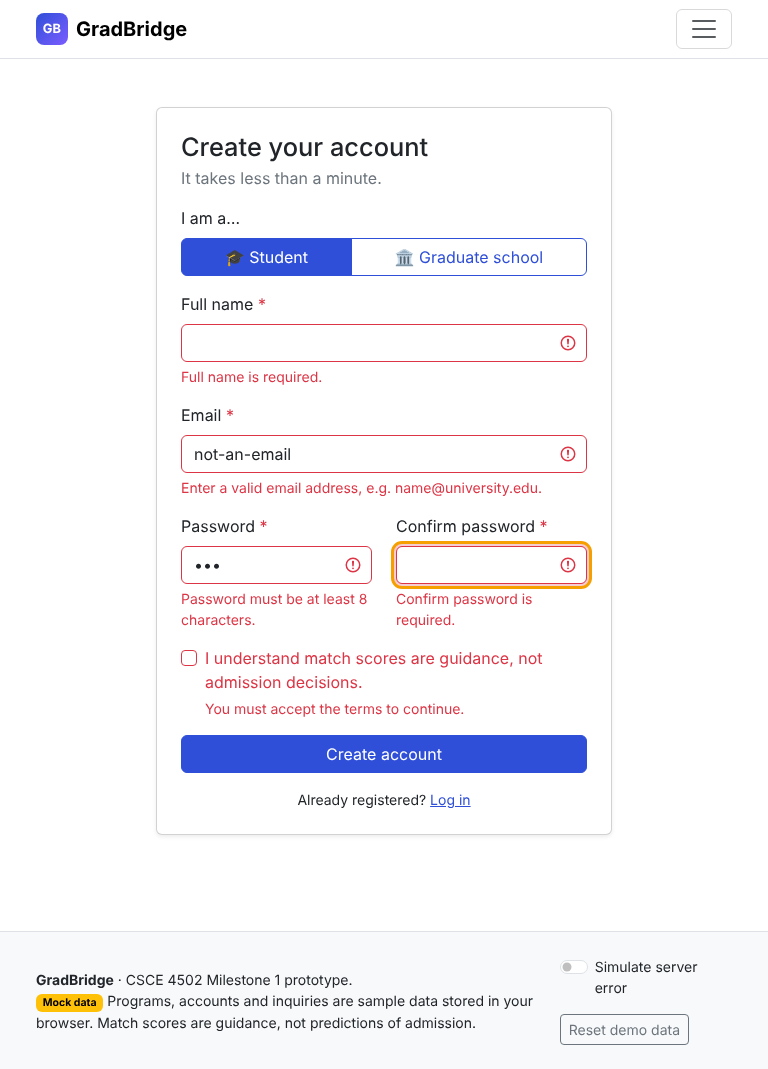 GB GradBridge
Create your account
It takes less than a minute.
I am a...
🎓 Student
🏛️ Graduate school
Full name *
Full name is required.
Email *
not-an-email
Enter a valid email address, e.g. name@university.edu.
Password *
Confirm password *
•••
Password must be at least 8
characters.
Confirm password is
required.
I understand match scores are guidance, not
admission decisions.
You must accept the terms to continue.
Create account
Already registered? Log in
GradBridge · CSCE 4502 Milestone 1 prototype.
Mock data Programs, accounts and inquiries are sample data stored in your
browser. Match scores are guidance, not predictions of admission.
Simulate server
error
Reset demo data